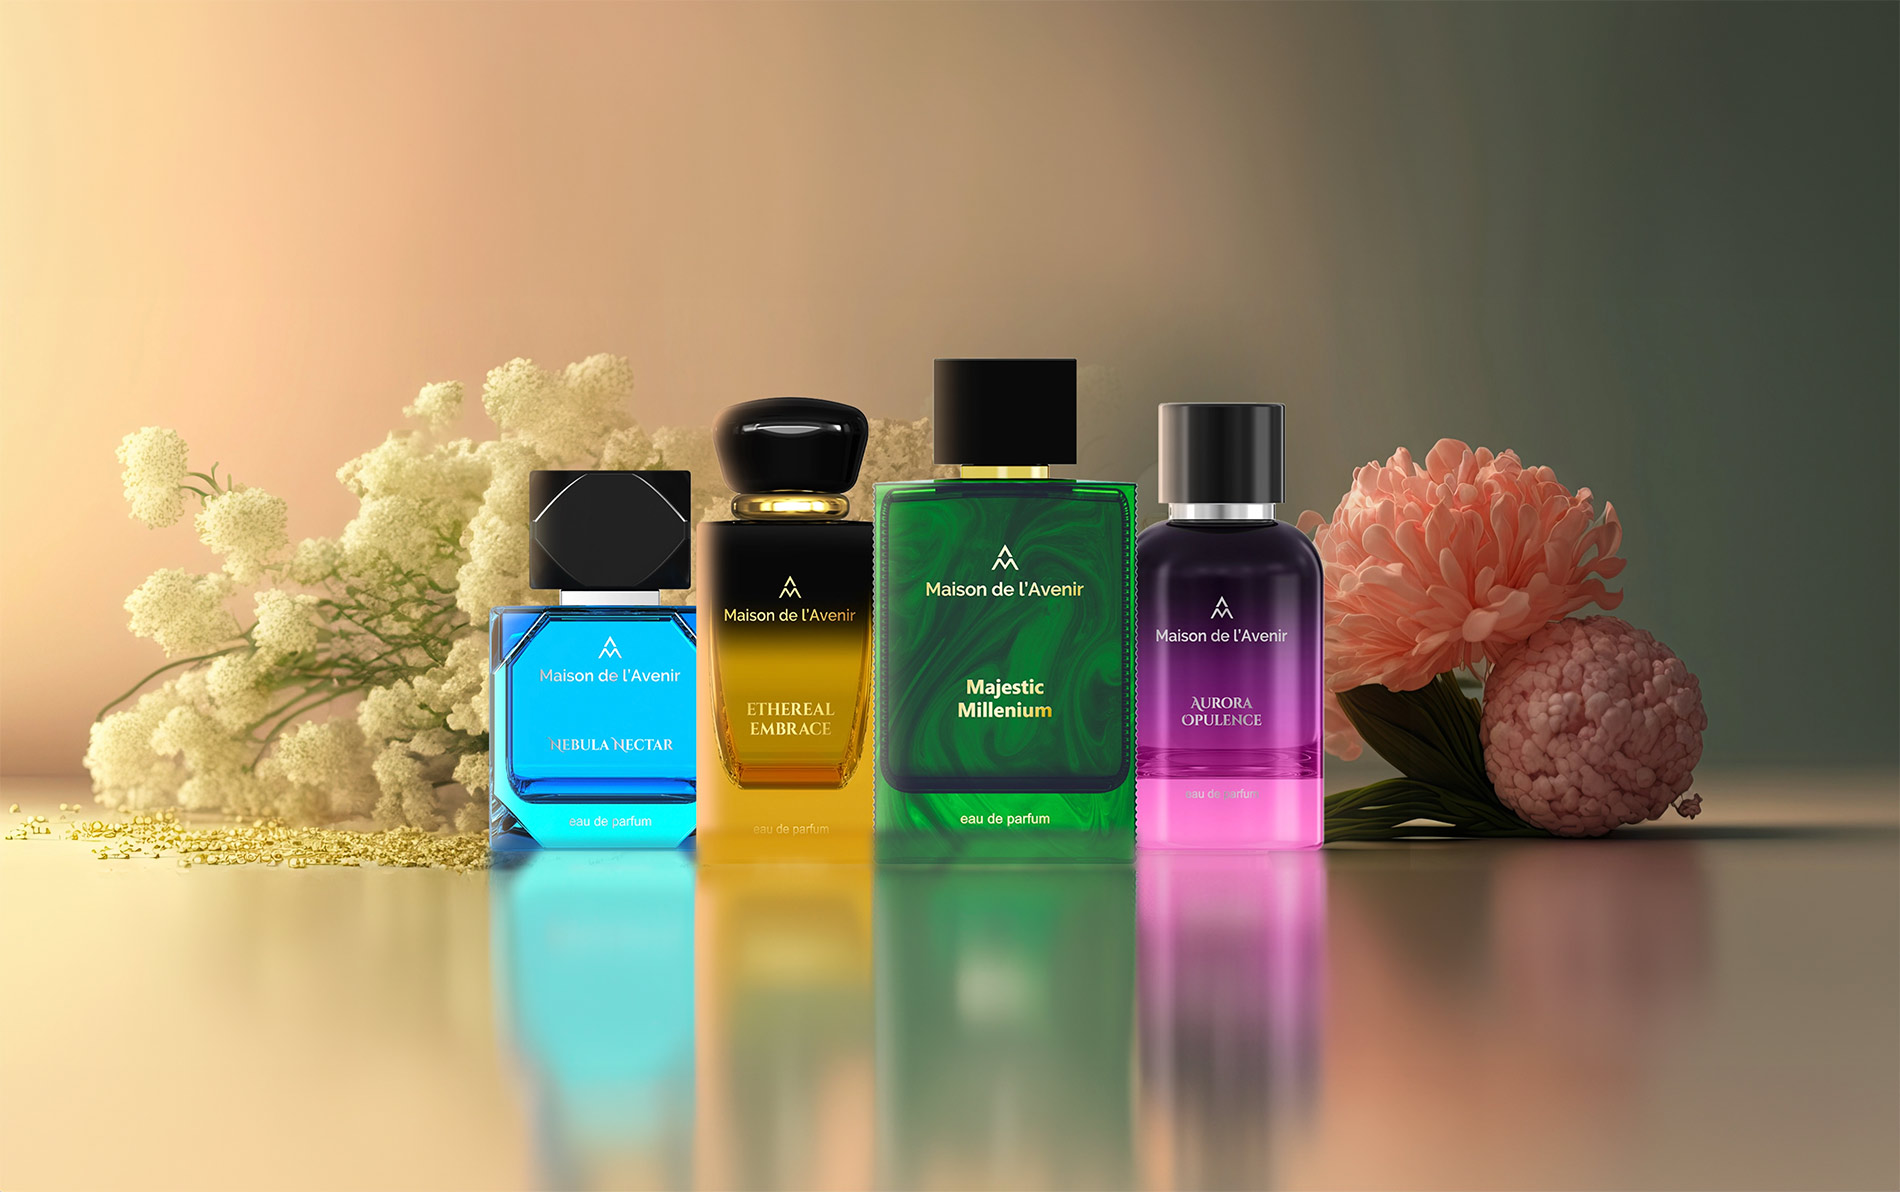 Maison de l'Avenir
NEBULA NECTAR
eau de parfum
Maison de l'Avenir
ETHEREAL
EMBRACE
eau de parfum
Maison de l'Avenir
Majestic
Millenium
eau de parfum
Maison de l'Avenir
AURORA
OPULENCE
eau de parfum